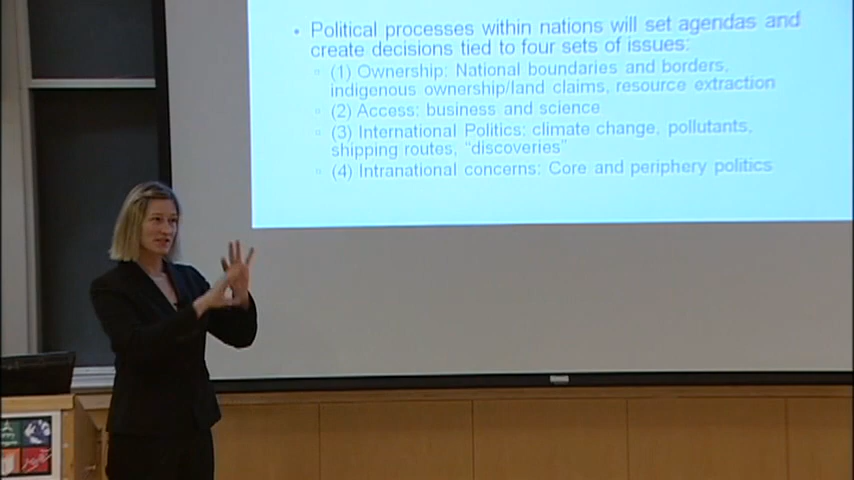 • Political processes within nations will set agendas and
create decisions tied to four sets of issues:
▫ (1) Ownership: National boundaries and borders,
indigenous ownership/land claims, resource extraction
▫ (2) Access: business and science
▫ (3) International Politics: climate change, pollutants,
shipping routes, “discoveries”
▫ (4) Intranational concerns: Core and periphery politics